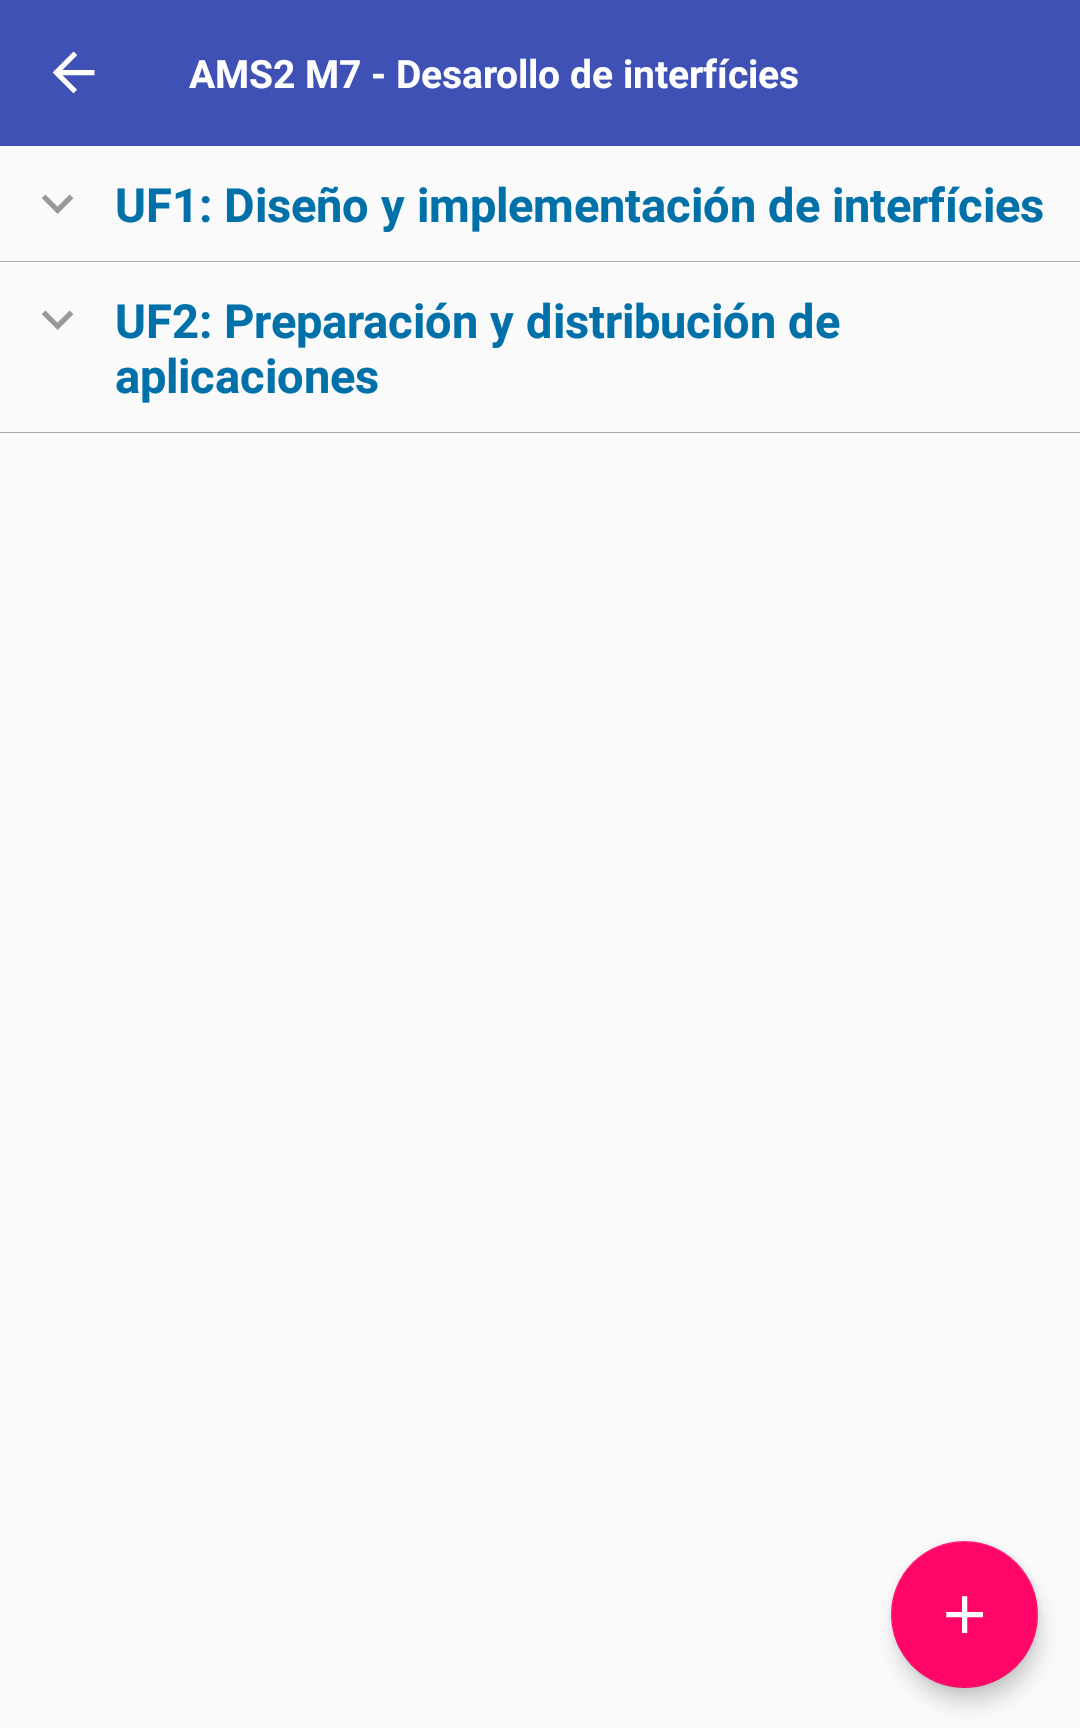 AMS2 M7 - Desarollo de interfícies
UF1: Diseño y implementación de interfícies
UF2: Preparación y distribución de
aplicaciones